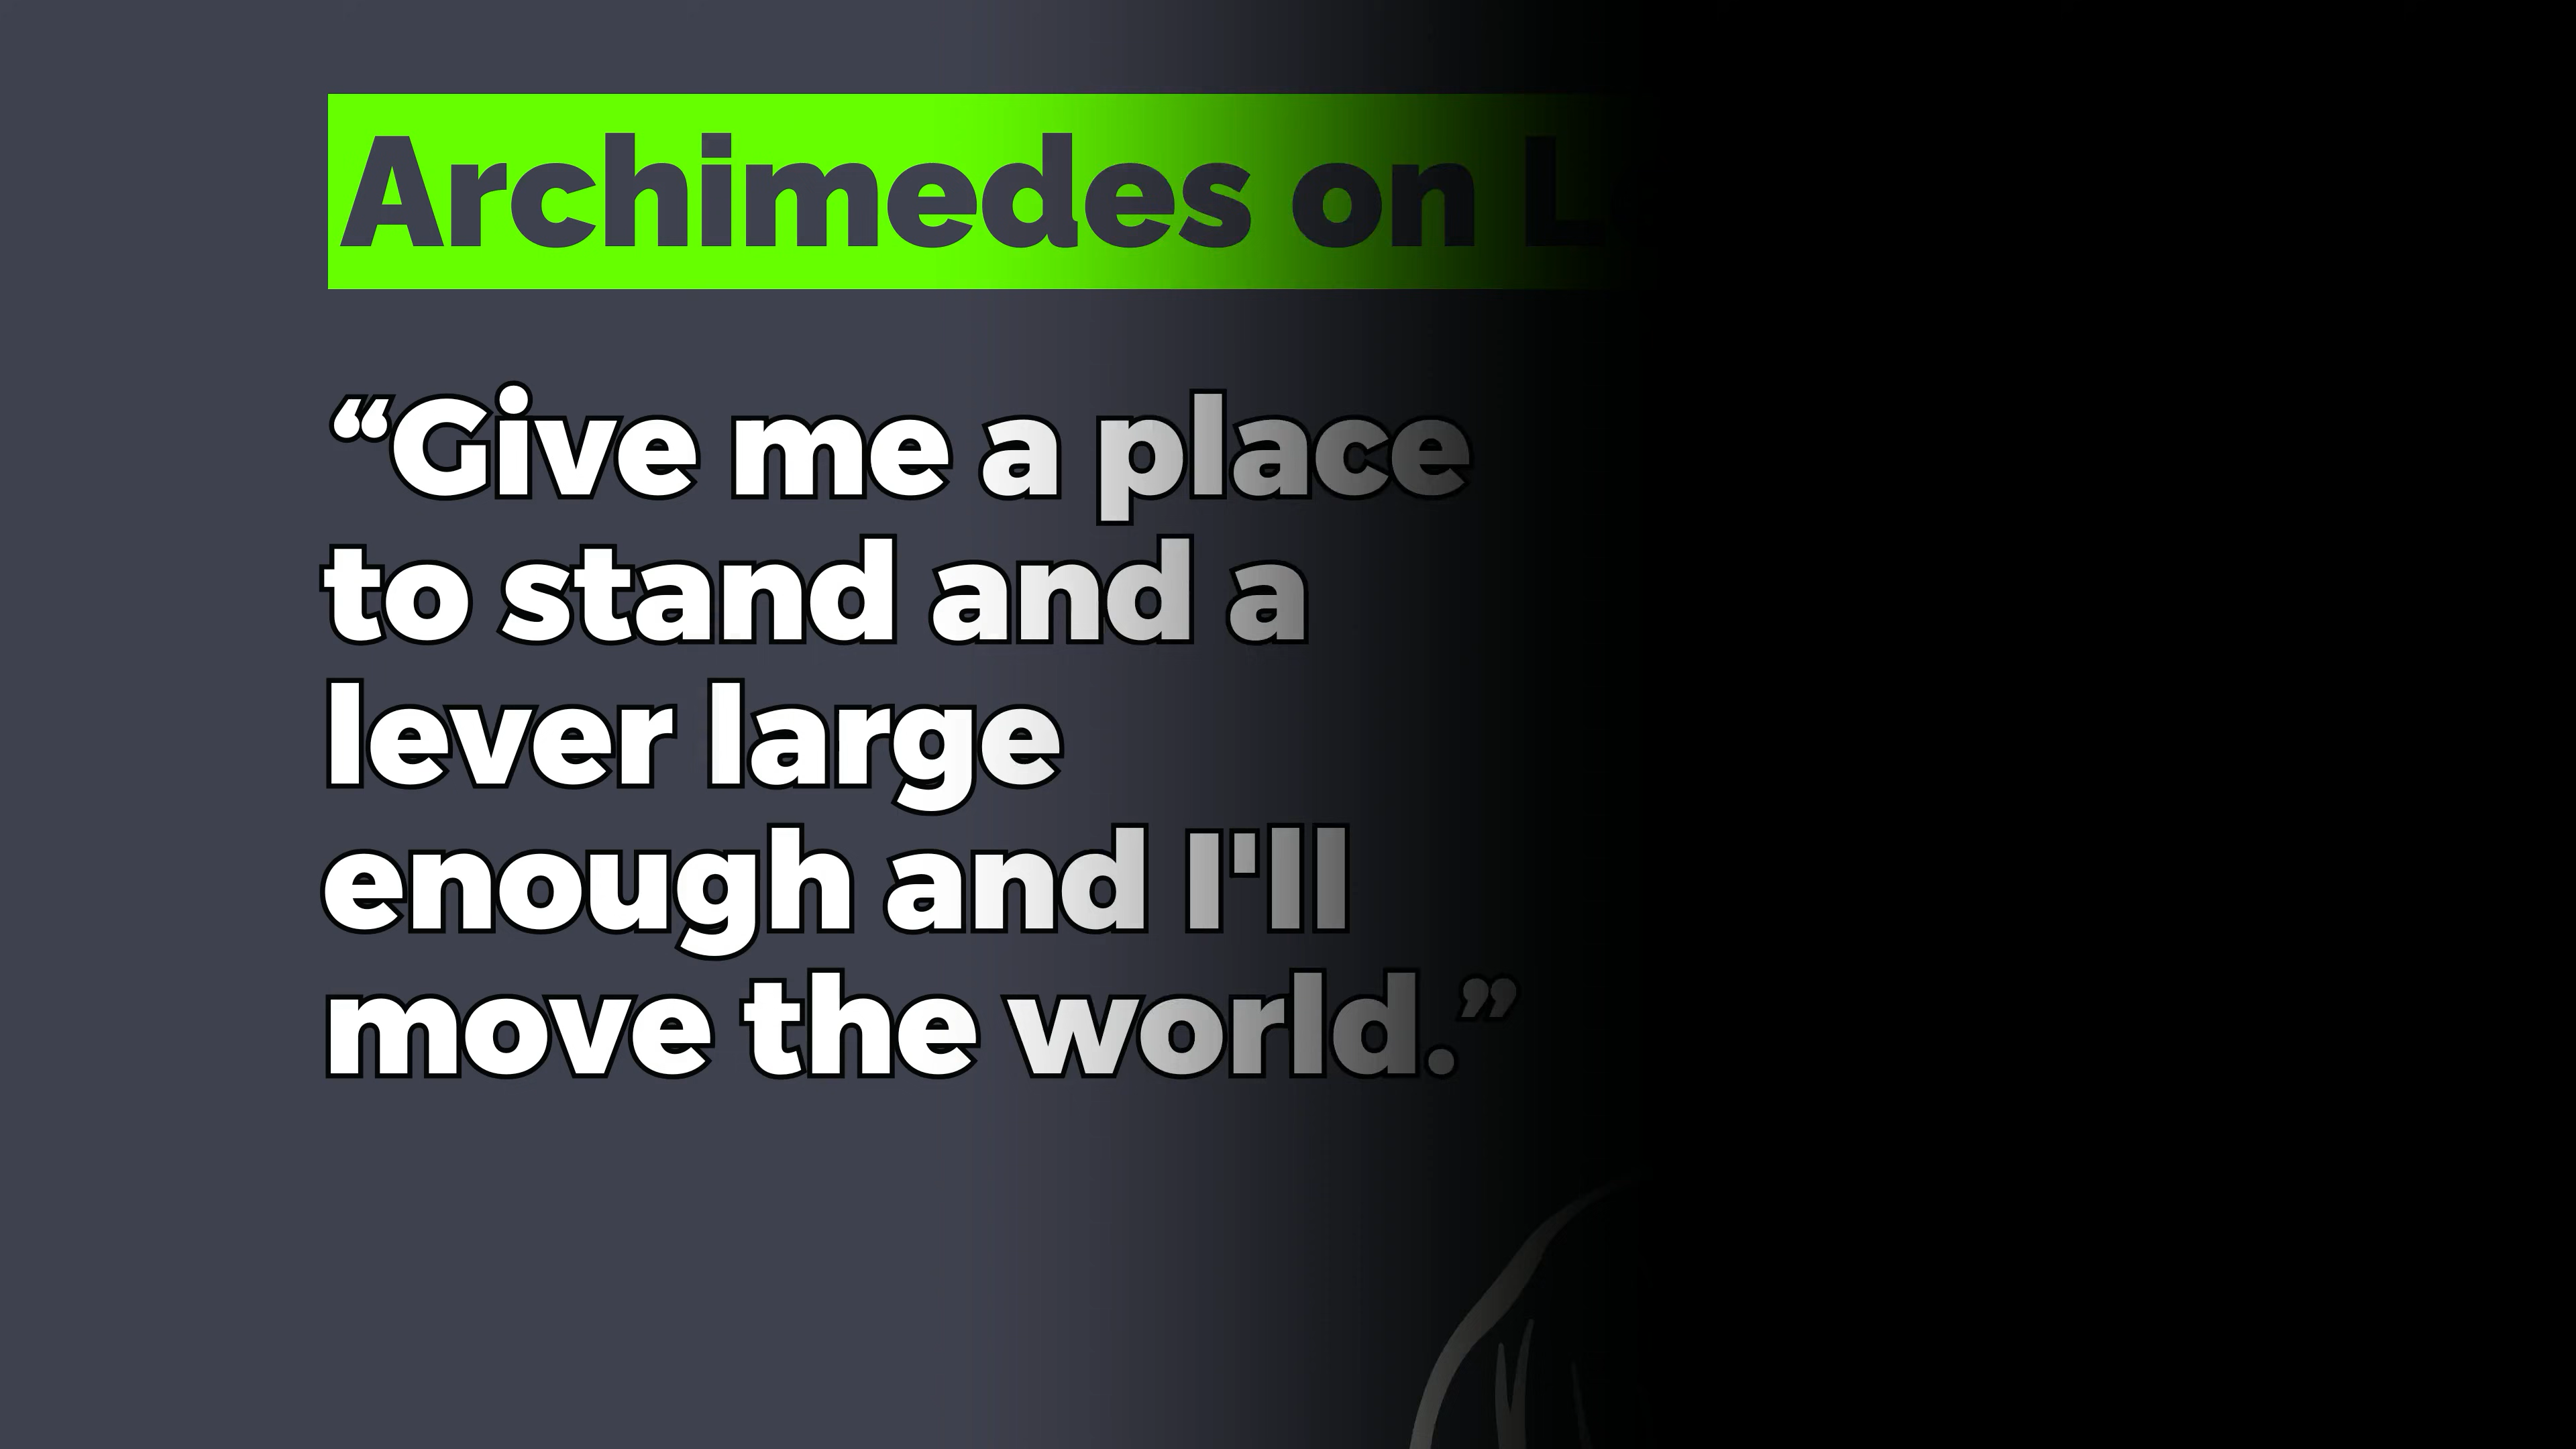 Archimedes on
“Give me a place
to stand and a
lever large
enough and I'll
move the world.”